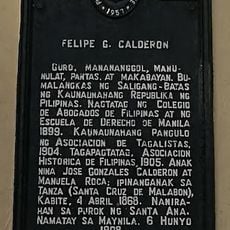 1953
FELIPE G. CALDERON
GURO, MANANANGGOL, MANU-
NULAT, PANTAS, AT MAKABAYAN. BU-
MALANGKAS NG SALIGANG-BATAS
NG KAUNAUNAHANG REPUBLIKA NG
PILIPINAS. NAGTATAG NG COLEGIO
DE ABOGADOS DE FILIPINAS AT NG
ESCUELA DE DERECHO DE MANILA
1899. KAUNAUNAHANG PANGULO
NG ASOCIACION DE TAGALISTAS,
1904. TAGAPAGTATAG, ASOCIACION
HISTORICA DE FILIPINAS, 1905. ANAK
NINA JOSE GONZALES CALDERON AT
MANUELA ROCA; IPINANGANAK SA
TANZA (SANTA CRUZ DE MALABON),
KABITE, 4 ABRIL 1868. NANIRA-
HAN SA PUROK NG SANTA ANA.
NAMATAY SA MAYNILA, 6 HUNYO
1908